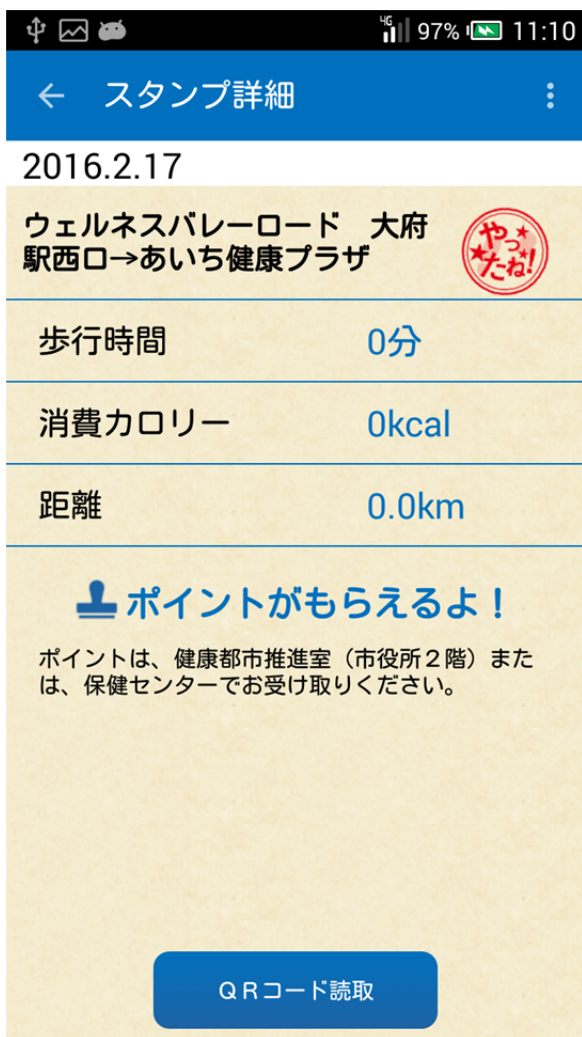 4G 97% 11:10
スタンプ詳細
2016.2.17
ウェルネスバレーロード　大府
駅西口→あいち健康プラザ
やっ
たね!
歩行時間 0分
消費カロリー 0kcal
距離 0.0km
ポイントがもらえるよ！
ポイントは、健康都市推進室（市役所２階）また
は、保健センターでお受け取りください。
ＱＲコード読取